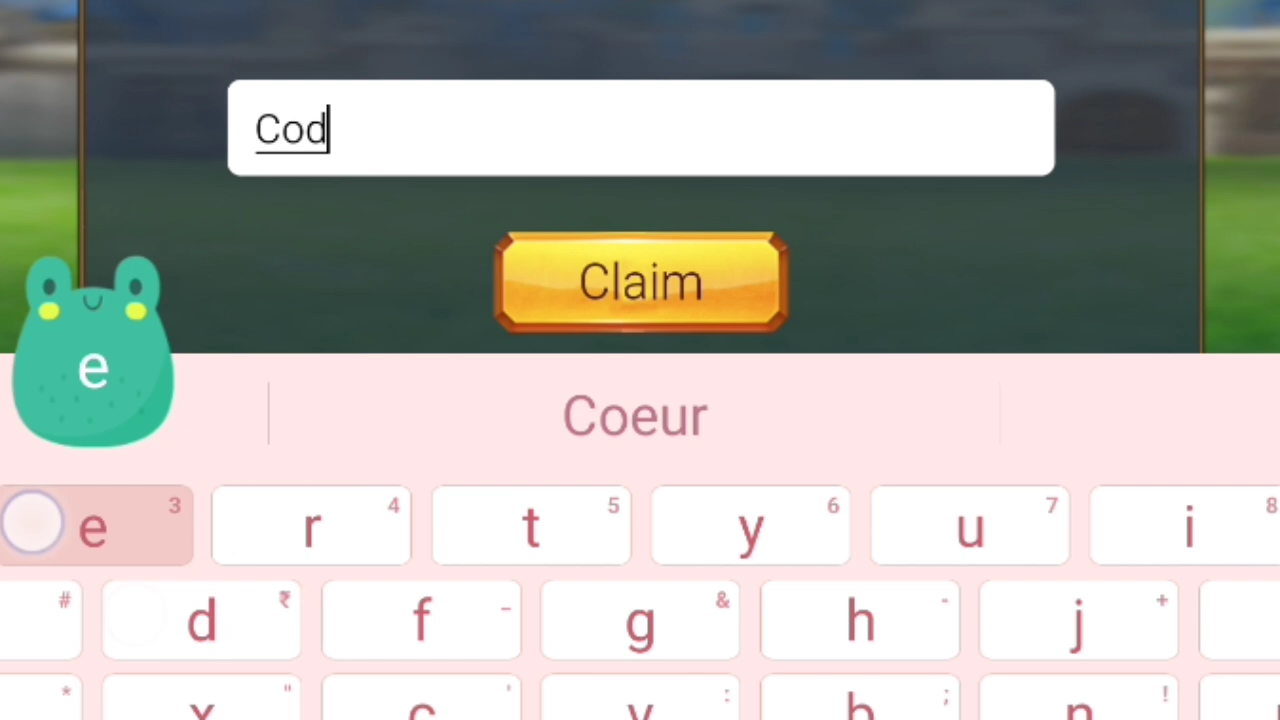 Cod
Claim
e
Coeur
e 3 r 4 t 5 y 6 u 7 i 8
# d ₹ f _ g & h - j +
* x " c ' v : b ; n !